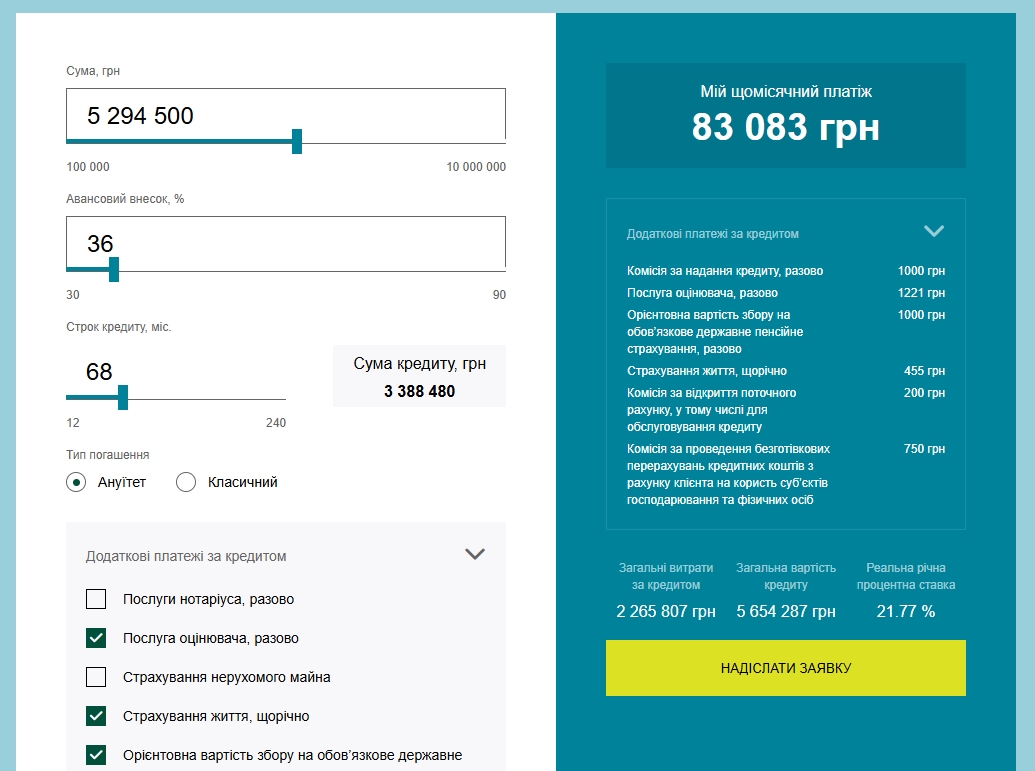 Сума, грн
5 294 500
100 000 10 000 000
Авансовий внесок, %
36
30 90
Строк кредиту, міс.
68
12 240
Сума кредиту, грн
3 388 480
Тип погашення
Ануїтет Класичний
Додаткові платежі за кредитом
Послуги нотаріуса, разово
Послуга оцінювача, разово
Страхування нерухомого майна
Страхування життя, щорічно
Орієнтовна вартість збору на обов’язкове державне
Мій щомісячний платіж
83 083 грн
Додаткові платежі за кредитом
Комісія за надання кредиту, разово 1000 грн
Послуга оцінювача, разово 1221 грн
Орієнтовна вартість збору на 1000 грн
обов’язкове державне пенсійне
страхування, разово
Страхування життя, щорічно 455 грн
Комісія за відкриття поточного 200 грн
рахунку, у тому числі для
обслуговування кредиту
Комісія за проведення безготівкових 750 грн
перерахувань кредитних коштів з
рахунку клієнта на користь суб’єктів
господарювання та фізичних осіб
Загальні витрати Загальна вартість Реальна річна
за кредитом кредиту процентна ставка
2 265 807 грн 5 654 287 грн 21.77 %
НАДІСЛАТИ ЗАЯВКУ